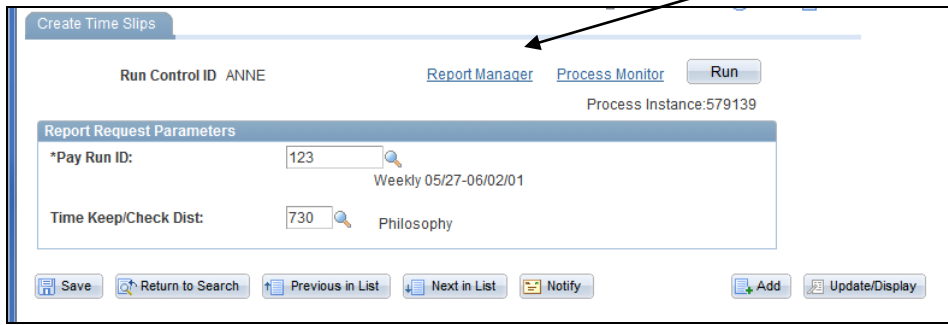 Create Time Slips
Run Control ID ANNE Report Manager Process Monitor Run
Process Instance:579139
Report Request Parameters
*Pay Run ID: 123
Weekly 05/27-06/02/01
Time Keep/Check Dist: 730 Philosophy
Save Return to Search Previous in List Next in List Notify Add Update/Display